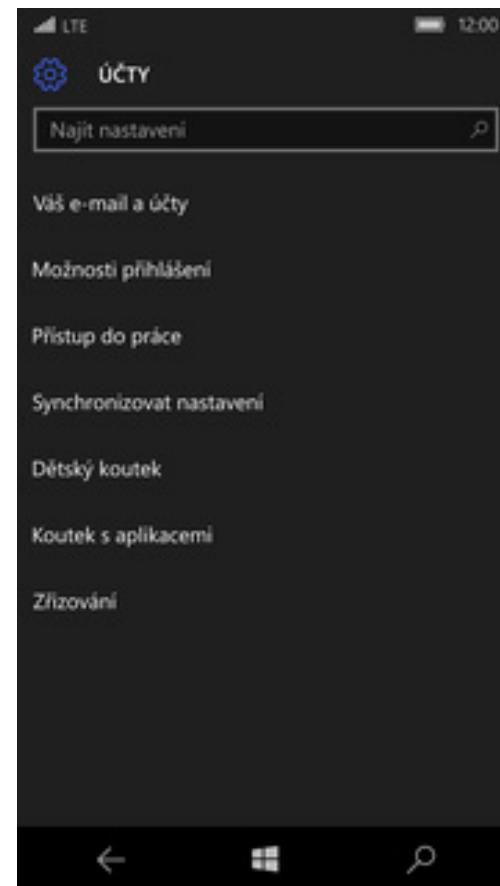 LTE 12:00
ÚČTY
Najít nastavení
Váš e-mail a účty
Možnosti přihlášení
Přístup do práce
Synchronizovat nastavení
Dětský koutek
Koutek s aplikacemi
Zřizování